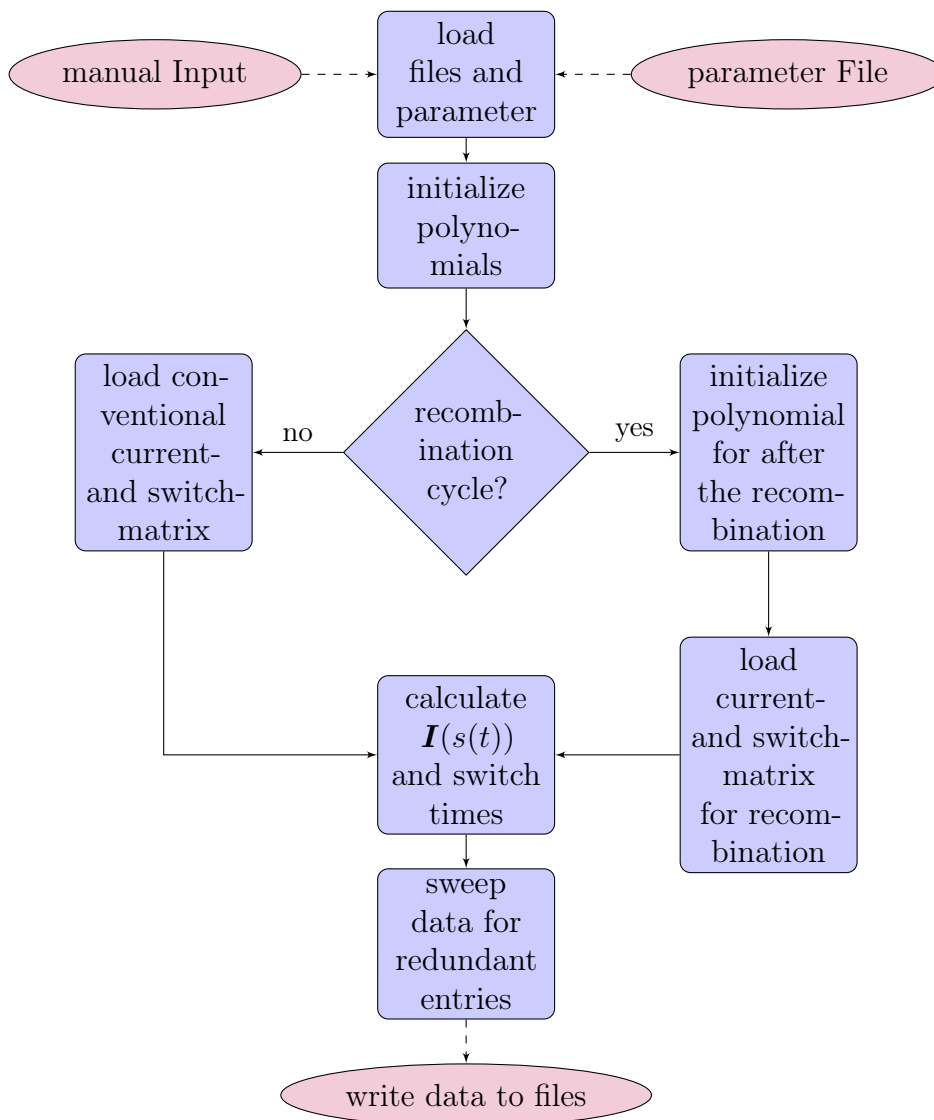 manual Input
load
files and
parameter
parameter File
initialize
polyno-
mials
load con-
ventional
current-
and switch-
matrix
no
recomb-
ination
cycle?
yes
initialize
polynomial
for after
the recom-
bination
load
current-
and switch-
matrix
for recom-
bination
calculate
I(s(t))
and switch
times
sweep
data for
redundant
entries
write data to files